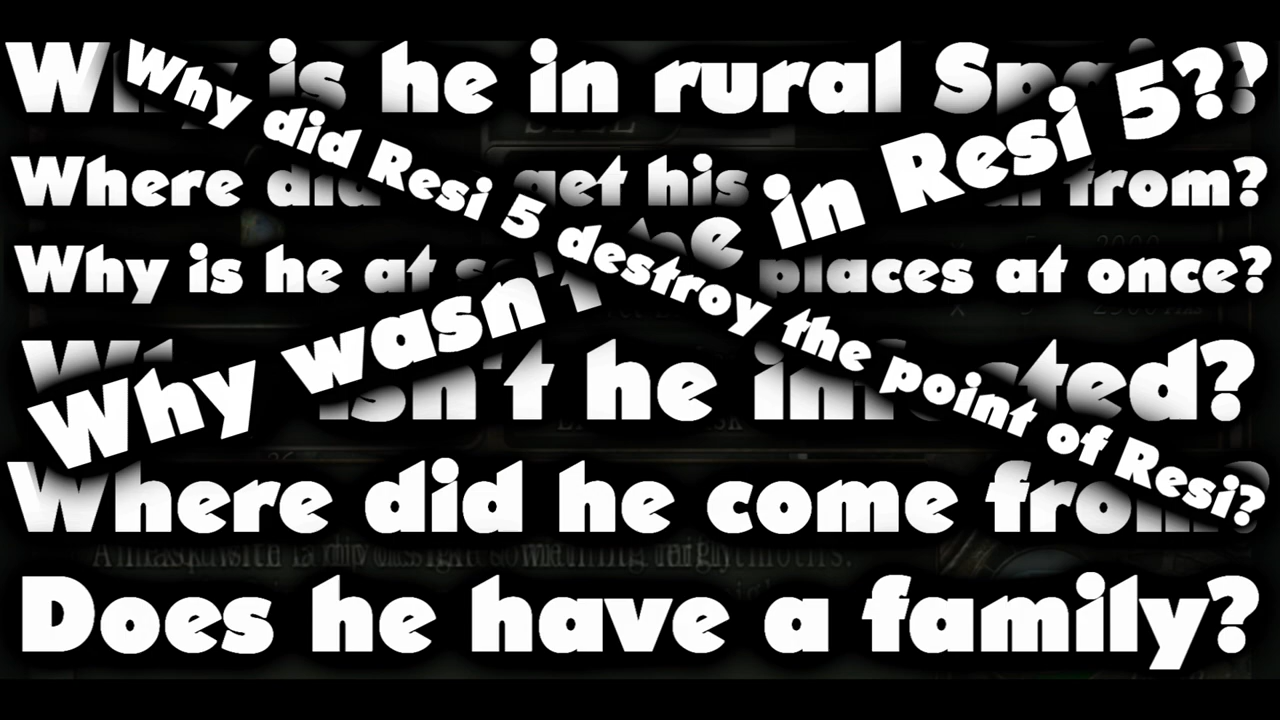 Why is he in rural Spain?
Where did get his from?
Why is he at places at once?
isn't he infected?
Where did he come from?
Does he have a family?
Why wasn't he in Resi 5??
Why did Resi 5 destroy the point of Resi?